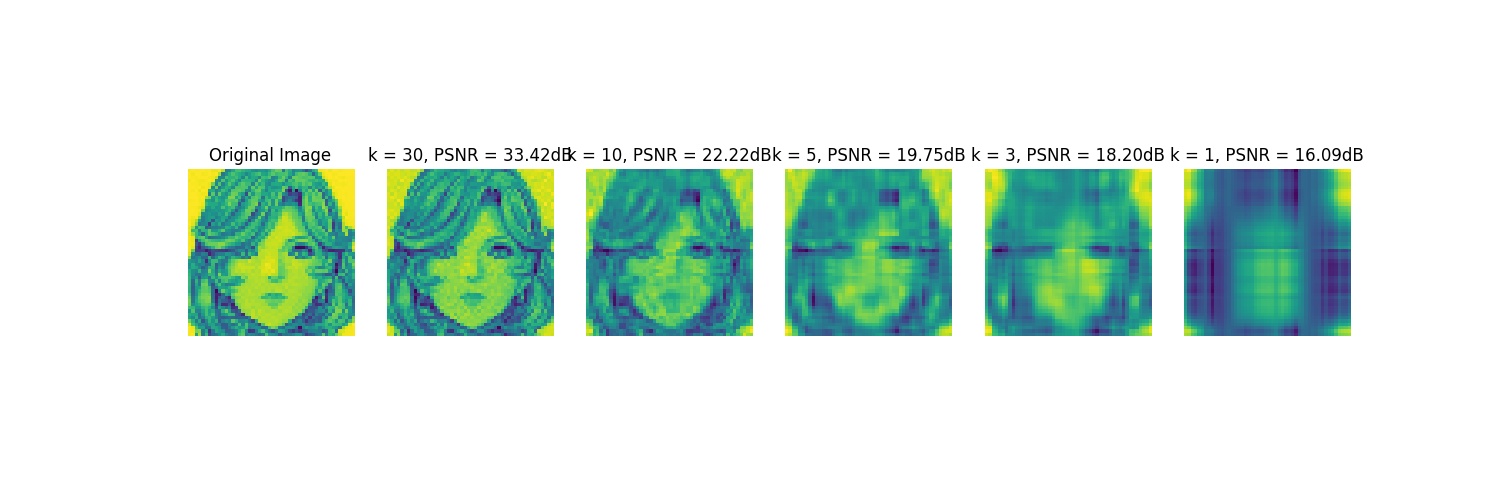 Original Image
k = 30, PSNR = 33.42dB
k = 10, PSNR = 22.22dB
k = 5, PSNR = 19.75dB
k = 3, PSNR = 18.20dB
k = 1, PSNR = 16.09dB